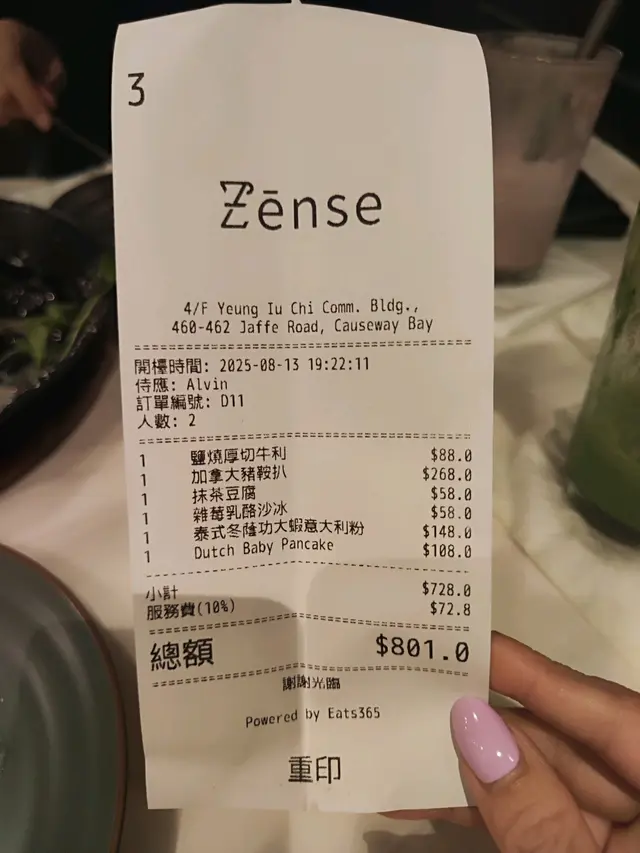 3
Zēnse
4/F Yeung Iu Chi Comm. Bldg.,
460-462 Jaffe Road, Causeway Bay
開檯時間: 2025-08-13 19:22:11
侍應: Alvin
訂單編號: D11
人數: 2
1 鹽燒厚切牛利 $88.0
1 加拿大豬鞍扒 $268.0
1 抹茶豆腐 $58.0
1 雜莓乳酪沙冰 $58.0
1 泰式冬蔭功大蝦意大利粉 $148.0
1 Dutch Baby Pancake $108.0
小計 $728.0
服務費(10%) $72.8
總額 $801.0
謝謝光臨
Powered by Eats365
重印